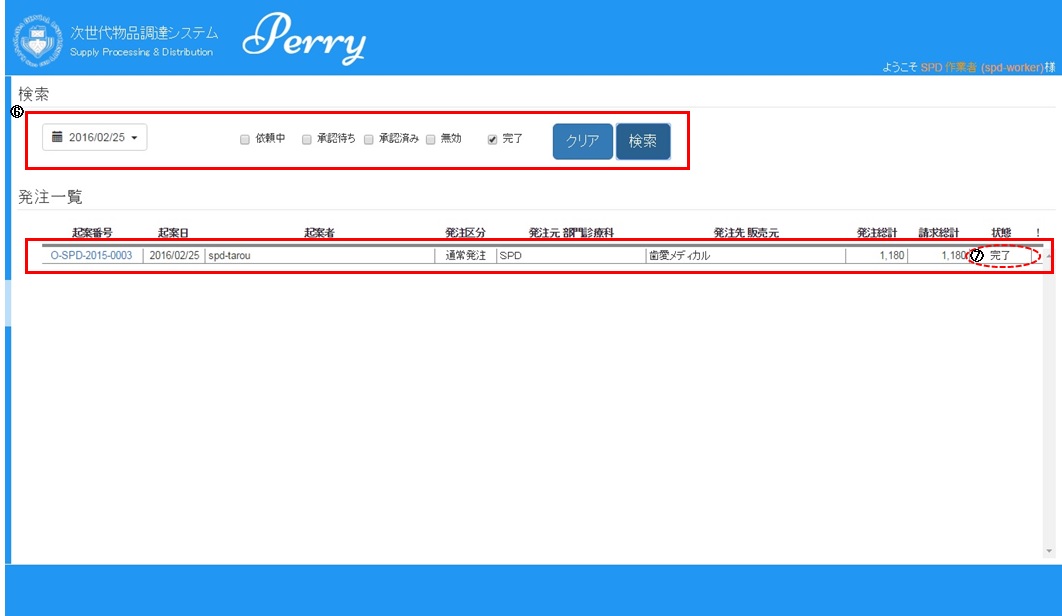 次世代物品調達システム
Supply Processing & Distribution
Perry
ようこそ SPD 作業者 (spd-worker)様
検索
⑥
2016/02/25
依頼中 承認待ち 承認済み 無効 完了 クリア 検索
発注一覧
起案番号 起案日 起案者 発注区分 発注元 部門診療科 発注先 販売元 発注総計 請求総計 状態 !
O-SPD-2015-0003 2016/02/25 spd-tarou 通常発注 SPD 歯愛メディカル 1,180 1,180 ⑦ 完了